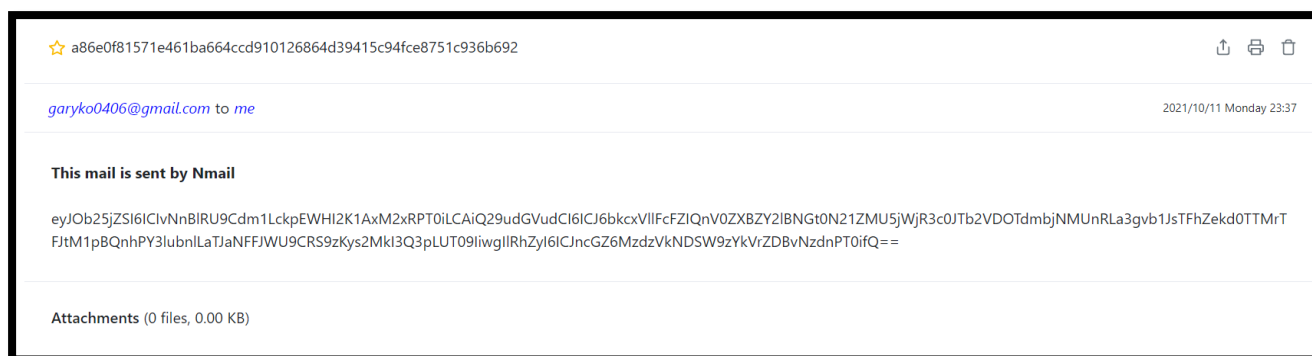 a86e0f81571e461ba664ccd910126864d39415c94fce8751c936b692
garyko0406@gmail.com to me
2021/10/11 Monday 23:37
This mail is sent by Nmail
eyJOb25jZSI6ICIvNnBlRU9Cdm1LckpEWHI2K1AxM2xRPT0iLCAiQ29udGVudCI6ICJ6bkcxVllFcFZIQnV0ZXBZY2lBNGt0N21ZMU5jWjR3c0JTb2VDOTdmbjNMUnRLa3gvb1JsTFhZekd0TTMrT
FJtM1pBQnhPY3lubnlLaTJaNFFJWU9CRS9zKys2MkI3Q3pLUT09IiwgIlRhZyI6ICJncGZ6MzdzVkNDSW9zYkVrZDBvNzdnPT0ifQ==
Attachments (0 files, 0.00 KB)